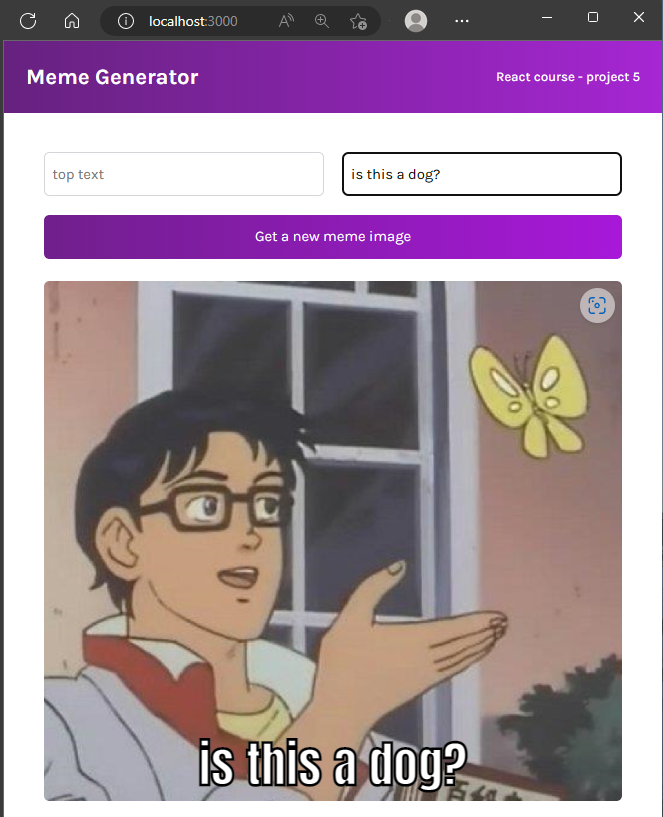 localhost:3000
Meme Generator
React course - project 5
top text
is this a dog?
Get a new meme image
is this a dog?